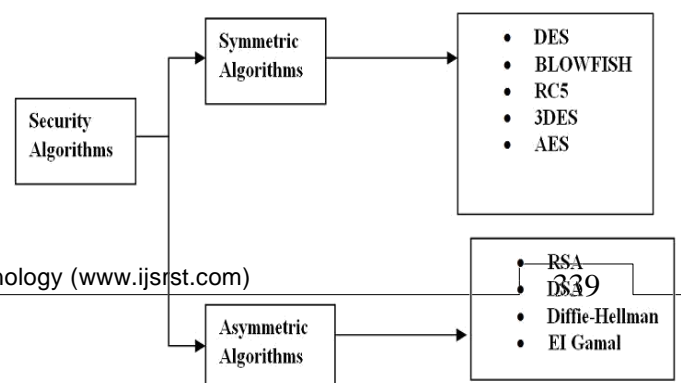 Symmetric
Algorithms
• DES
• BLOWFISH
• RC5
• 3DES
• AES
Security
Algorithms
nology (www.ijsrst.com)
339
• RSA
• DSA
• Diffie-Hellman
• EI Gamal
Asymmetric
Algorithms